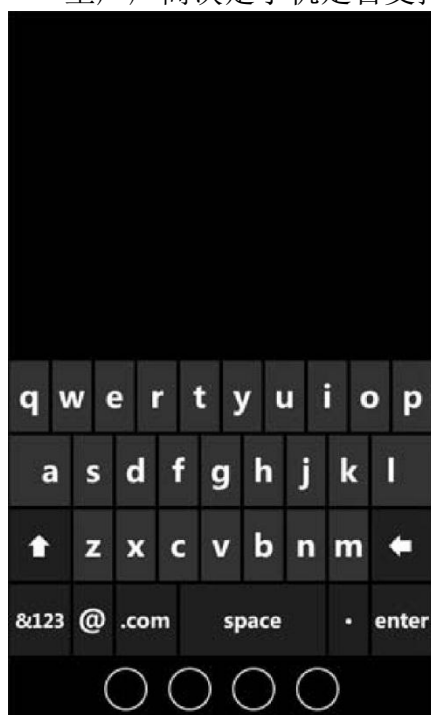 q w e r t y u i o p
a s d f g h j k l
z x c v b n m
&123 @ .com space . enter